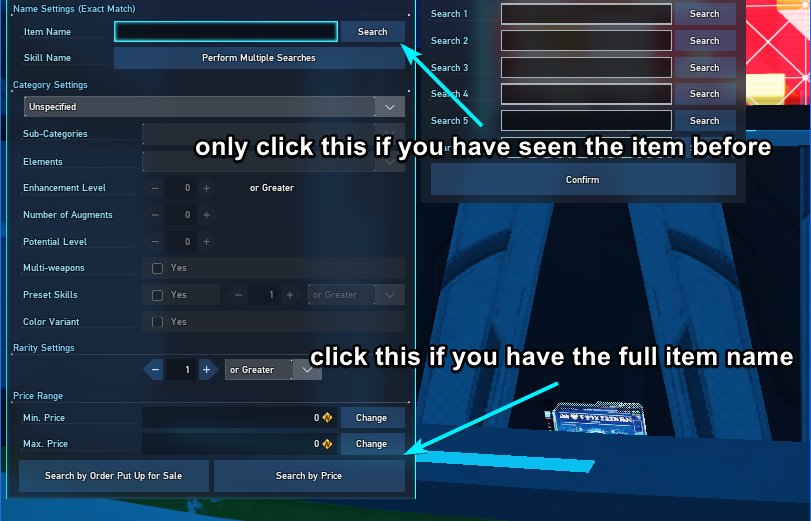 Name Settings (Exact Match)
Item Name
Search
Skill Name
Perform Multiple Searches
Category Settings
Unspecified
Sub-Categories
Elements
Enhancement Level
− 0 + or Greater
Number of Augments
− 0 +
Potential Level
− 0 +
Multi-weapons
Yes
Preset Skills
Yes − 1 + or Greater
Color Variant
Yes
Rarity Settings
− 1 + or Greater
Price Range
Min. Price
0 N Change
Max. Price
0 N Change
Search by Order Put Up for Sale
Search by Price
Search 1
Search
Search 2
Search
Search 3
Search
Search 4
Search
Search 5
Search
Confirm
only click this if you have seen the item before
click this if you have the full item name